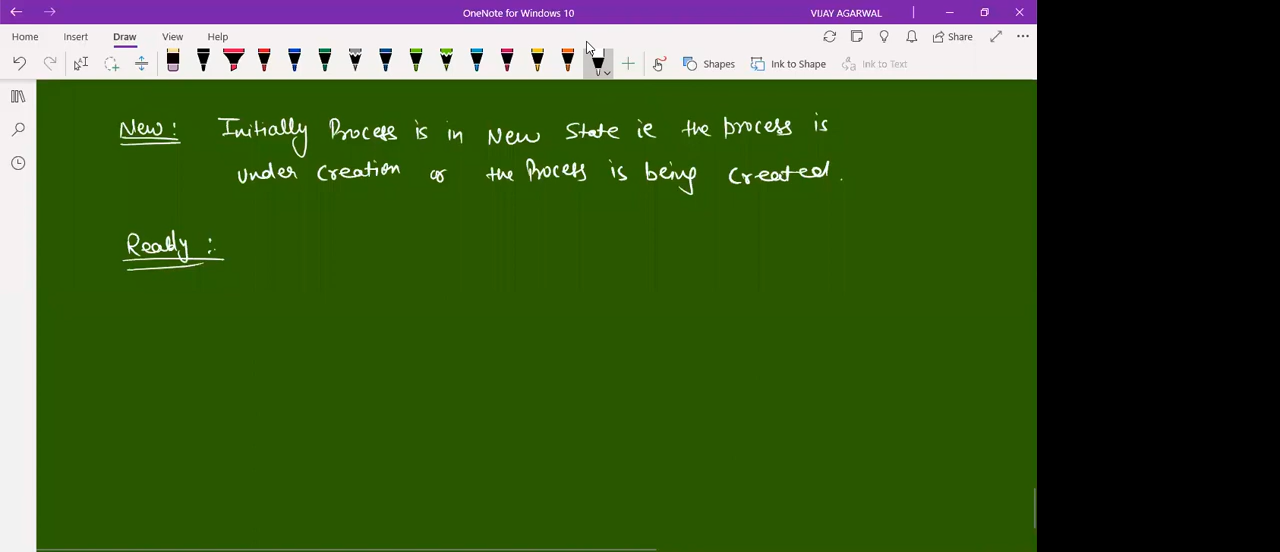 OneNote for Windows 10
VIJAY AGARWAL
Home Insert Draw View Help
Share
Shapes Ink to Shape Ink to Text
New: Initially Process is in New State ie the process is
under creation or the Process is being created.
Ready: